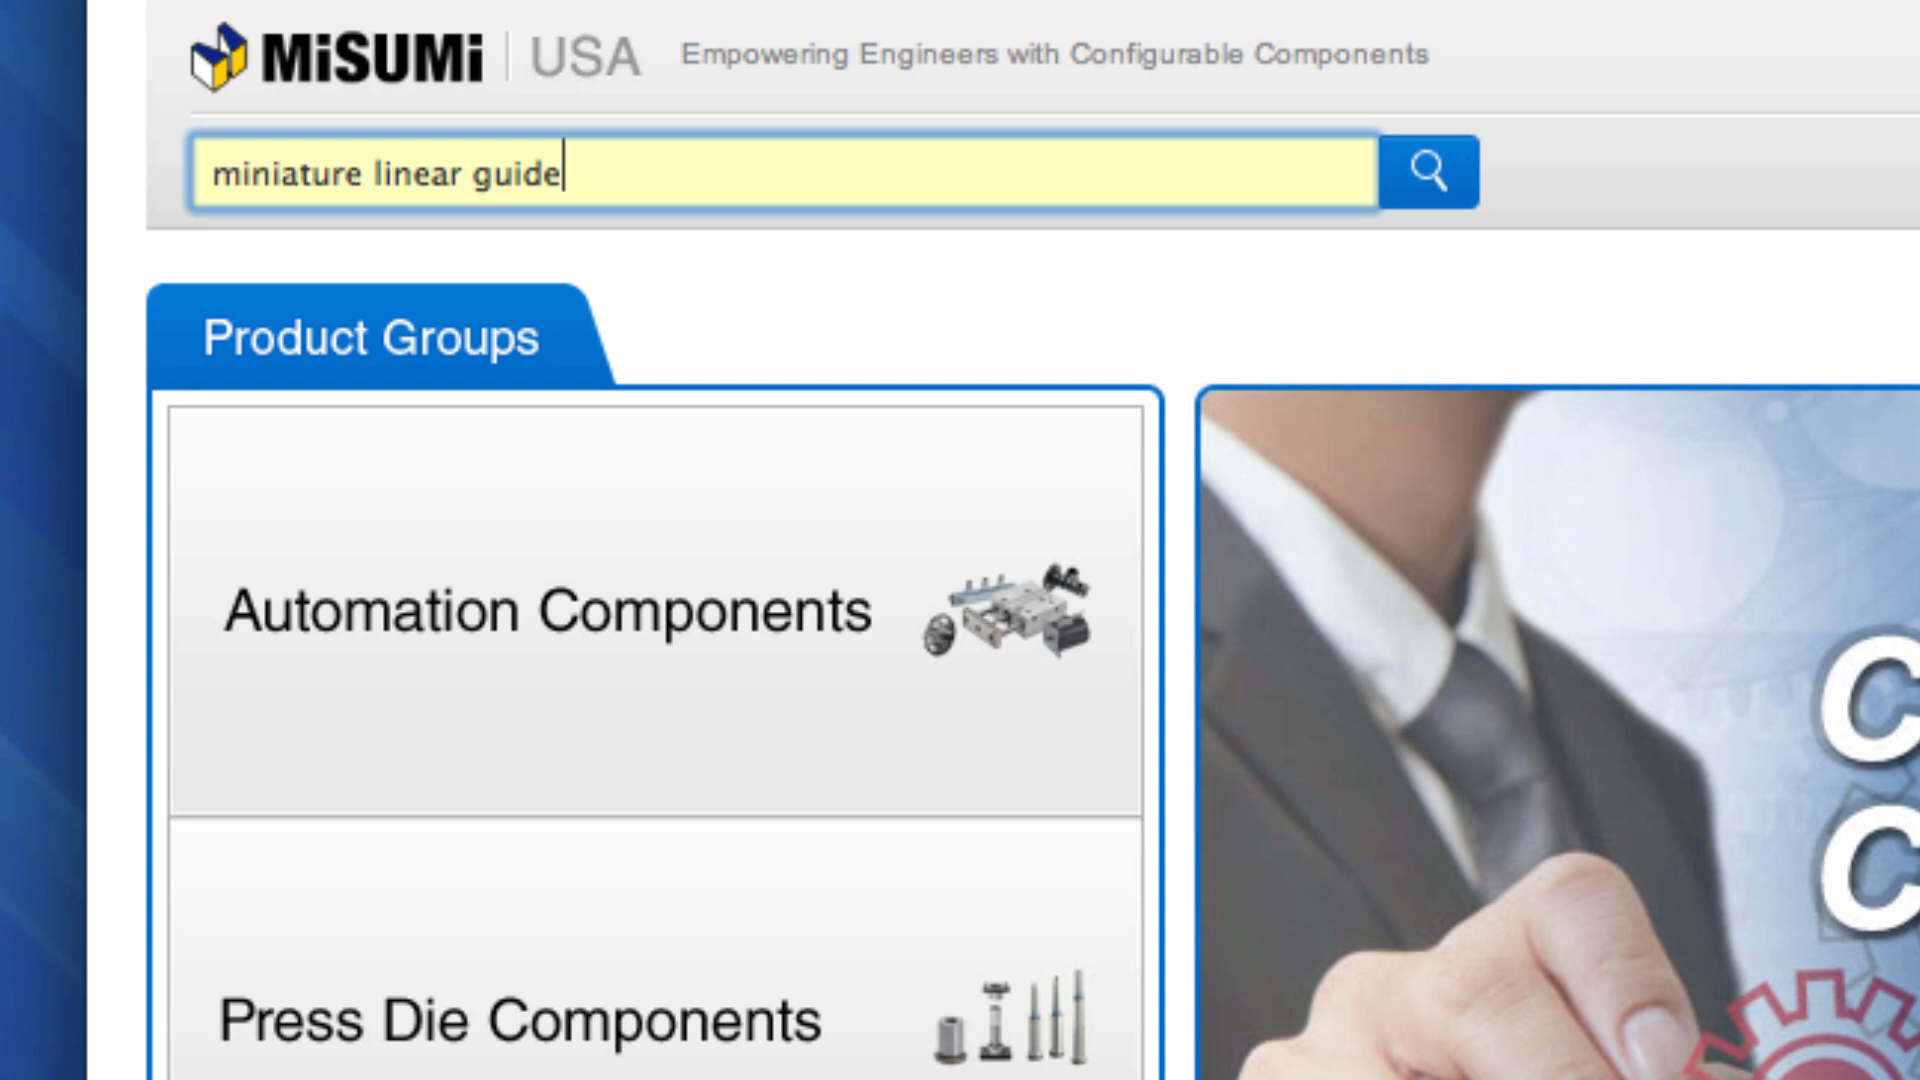 MiSUMi USA Empowering Engineers with Configurable Components
miniature linear guide
Product Groups
Automation Components
Press Die Components
C
C